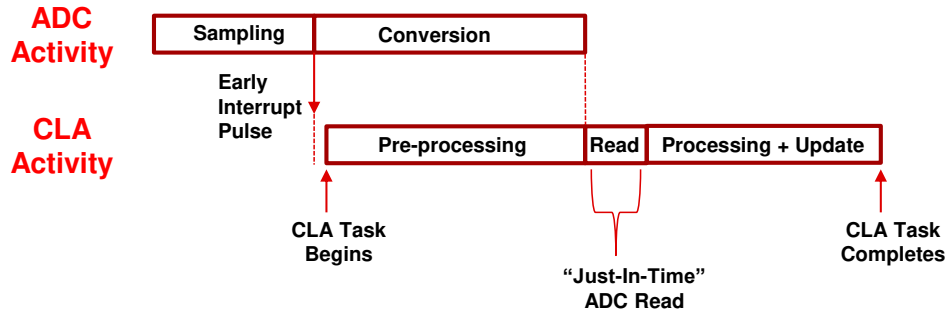 ADC
Activity
Sampling
Conversion
Early
Interrupt
Pulse
CLA
Activity
Pre-processing
Read
Processing + Update
CLA Task
Begins
“Just-In-Time”
ADC Read
CLA Task
Completes